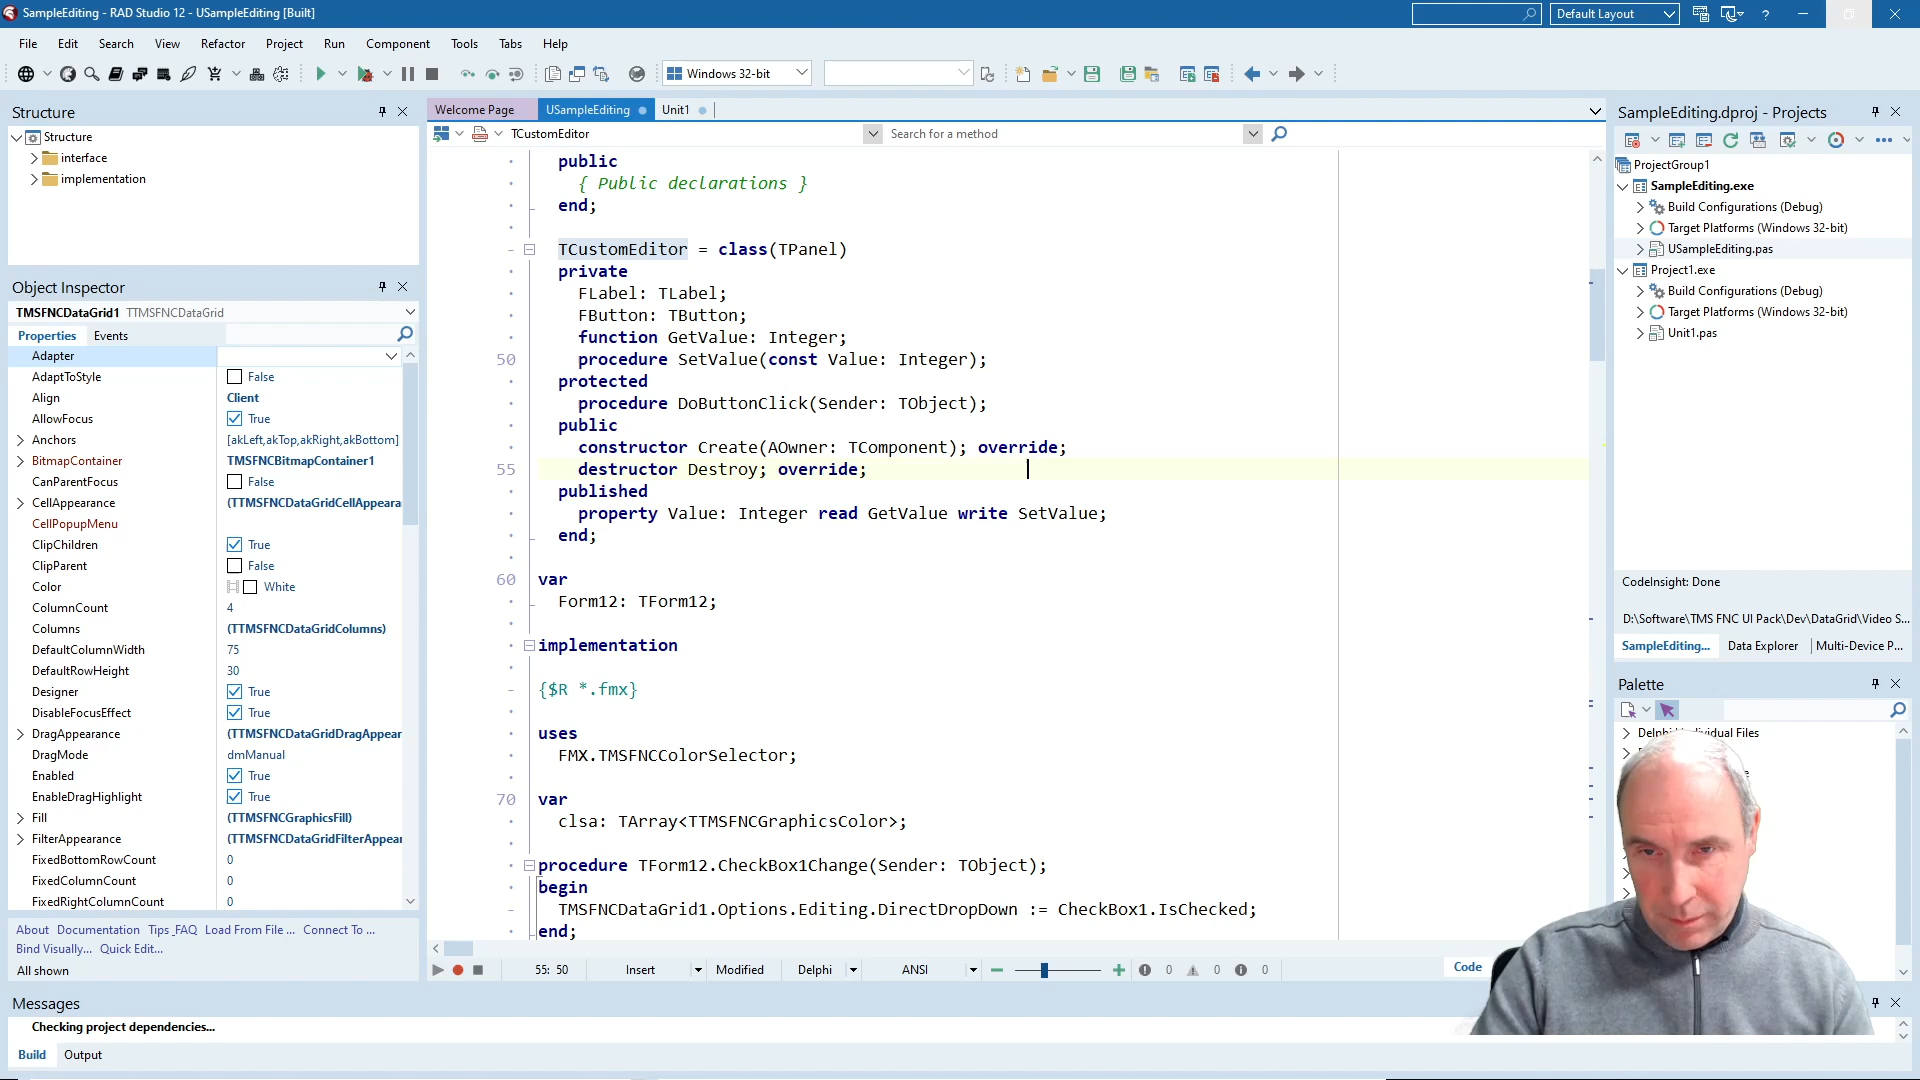 SampleEditing - RAD Studio 12 - USampleEditing [Built]
Default Layout
?
File Edit Search View Refactor Project Run Component Tools Tabs Help
Windows 32-bit
Structure
Structure
interface
implementation
Object Inspector
TMSFNCDataGrid1 TTMSFNCDataGrid
Properties Events
Adapter
AdaptToStyle False
Align Client
AllowFocus True
Anchors [akLeft,akTop,akRight,akBottom]
BitmapContainer TMSFNCBitmapContainer1
CanParentFocus False
CellAppearance (TTMSFNCDataGridCellAppeara
CellPopupMenu
ClipChildren True
ClipParent False
Color White
ColumnCount 4
Columns (TTMSFNCDataGridColumns)
DefaultColumnWidth 75
DefaultRowHeight 30
Designer True
DisableFocusEffect True
DragAppearance (TTMSFNCDataGridDragAppear
DragMode dmManual
Enabled True
EnableDragHighlight True
Fill (TTMSFNCGraphicsFill)
FilterAppearance (TTMSFNCDataGridFilterAppear
FixedBottomRowCount 0
FixedColumnCount 0
FixedRightColumnCount 0
About Documentation Tips_FAQ Load From File ... Connect To ...
Bind Visually... Quick Edit...
All shown
Welcome Page USampleEditing Unit1
TCustomEditor Search for a method
public
{ Public declarations }
end;
TCustomEditor = class(TPanel)
private
FLabel: TLabel;
FButton: TButton;
function GetValue: Integer;
50 procedure SetValue(const Value: Integer);
protected
procedure DoButtonClick(Sender: TObject);
public
constructor Create(AOwner: TComponent); override;
55 destructor Destroy; override;
published
property Value: Integer read GetValue write SetValue;
end;
60 var
Form12: TForm12;
implementation
{$R *.fmx}
uses
FMX.TMSFNCColorSelector;
70 var
clsa: TArray<TTMSFNCGraphicsColor>;
procedure TForm12.CheckBox1Change(Sender: TObject);
begin
TMSFNCDataGrid1.Options.Editing.DirectDropDown := CheckBox1.IsChecked;
end;
55: 50 Insert Modified Delphi ANSI 0 0 0 Code
SampleEditing.dproj - Projects
ProjectGroup1
SampleEditing.exe
Build Configurations (Debug)
Target Platforms (Windows 32-bit)
USampleEditing.pas
Project1.exe
Build Configurations (Debug)
Target Platforms (Windows 32-bit)
Unit1.pas
CodeInsight: Done
D:\Software\TMS FNC UI Pack\Dev\DataGrid\Video S...
SampleEditing... Data Explorer Multi-Device P...
Palette
Delphi Individual Files
Messages
Checking project dependencies...
Build Output